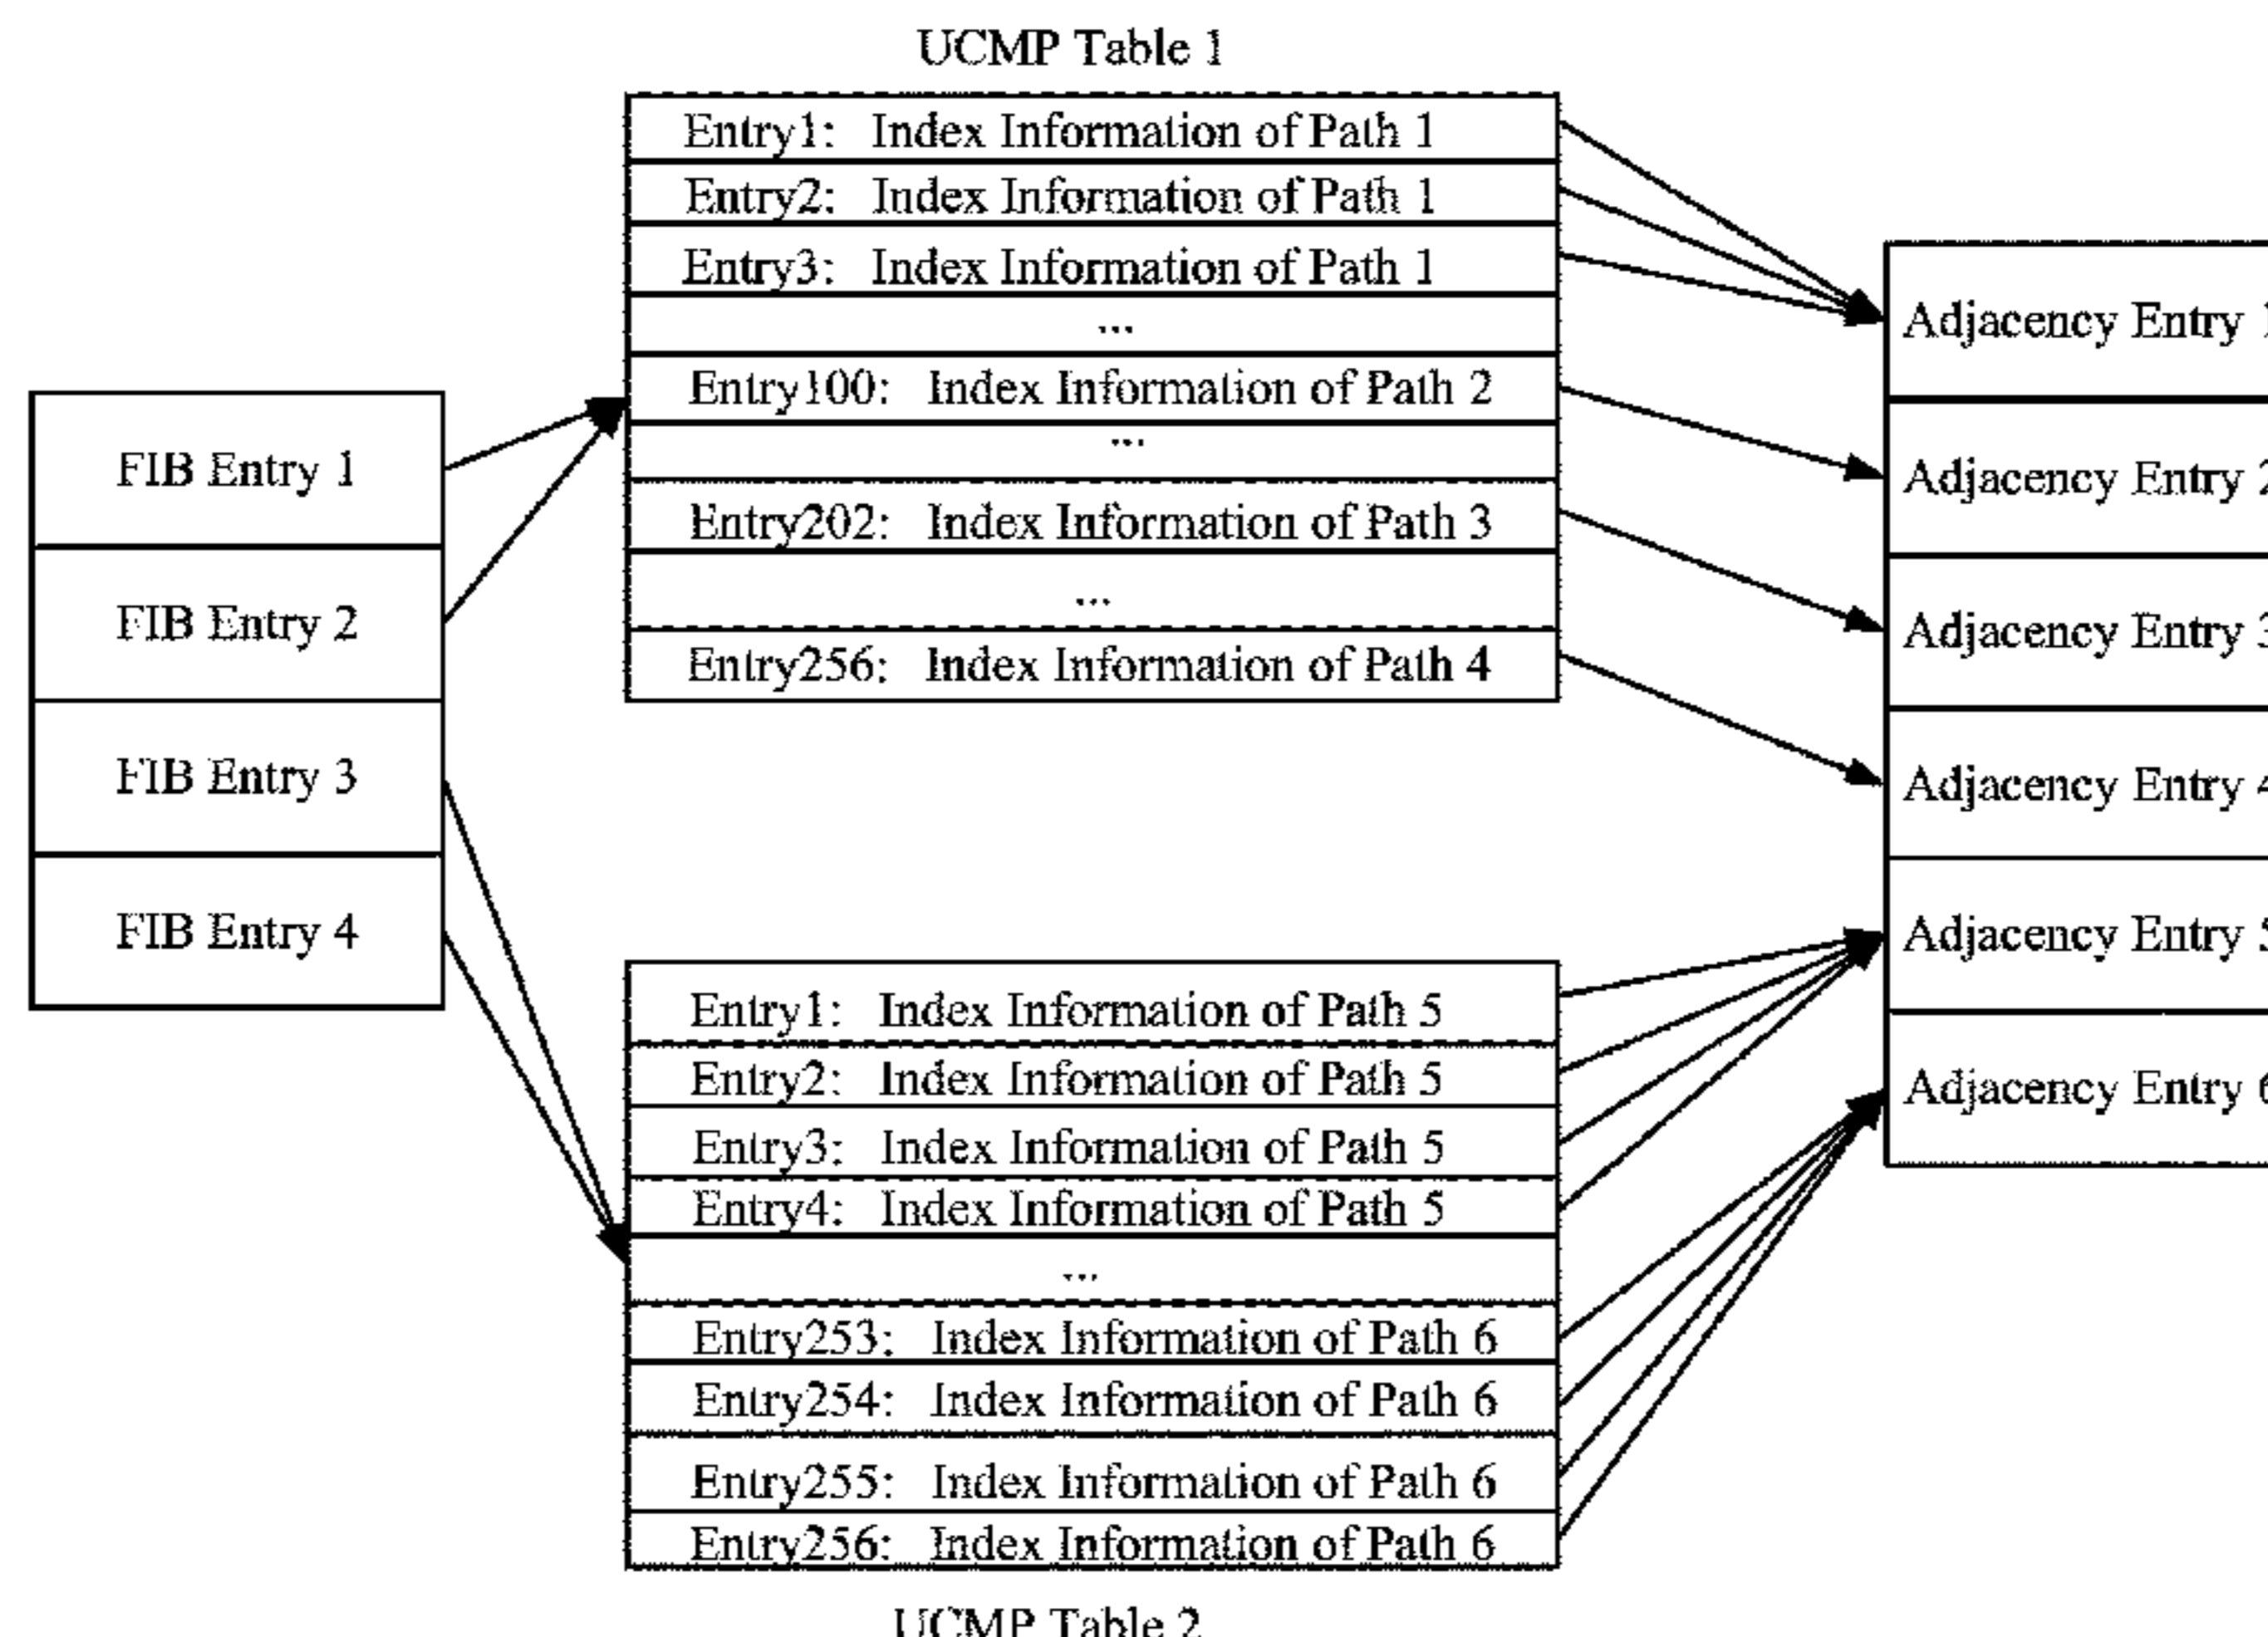 UCMP Table 1
Entry1: Index Information of Path 1
Entry2: Index Information of Path 1
Entry3: Index Information of Path 1
...
Entry100: Index Information of Path 2
...
Entry202: Index Information of Path 3
...
Entry256: Index Information of Path 4
FIB Entry 1
FIB Entry 2
FIB Entry 3
FIB Entry 4
Entry1: Index Information of Path 5
Entry2: Index Information of Path 5
Entry3: Index Information of Path 5
Entry4: Index Information of Path 5
...
Entry253: Index Information of Path 6
Entry254: Index Information of Path 6
Entry255: Index Information of Path 6
Entry256: Index Information of Path 6
UCMP Table 2
Adjacency Entry 1
Adjacency Entry 2
Adjacency Entry 3
Adjacency Entry 4
Adjacency Entry 5
Adjacency Entry 6